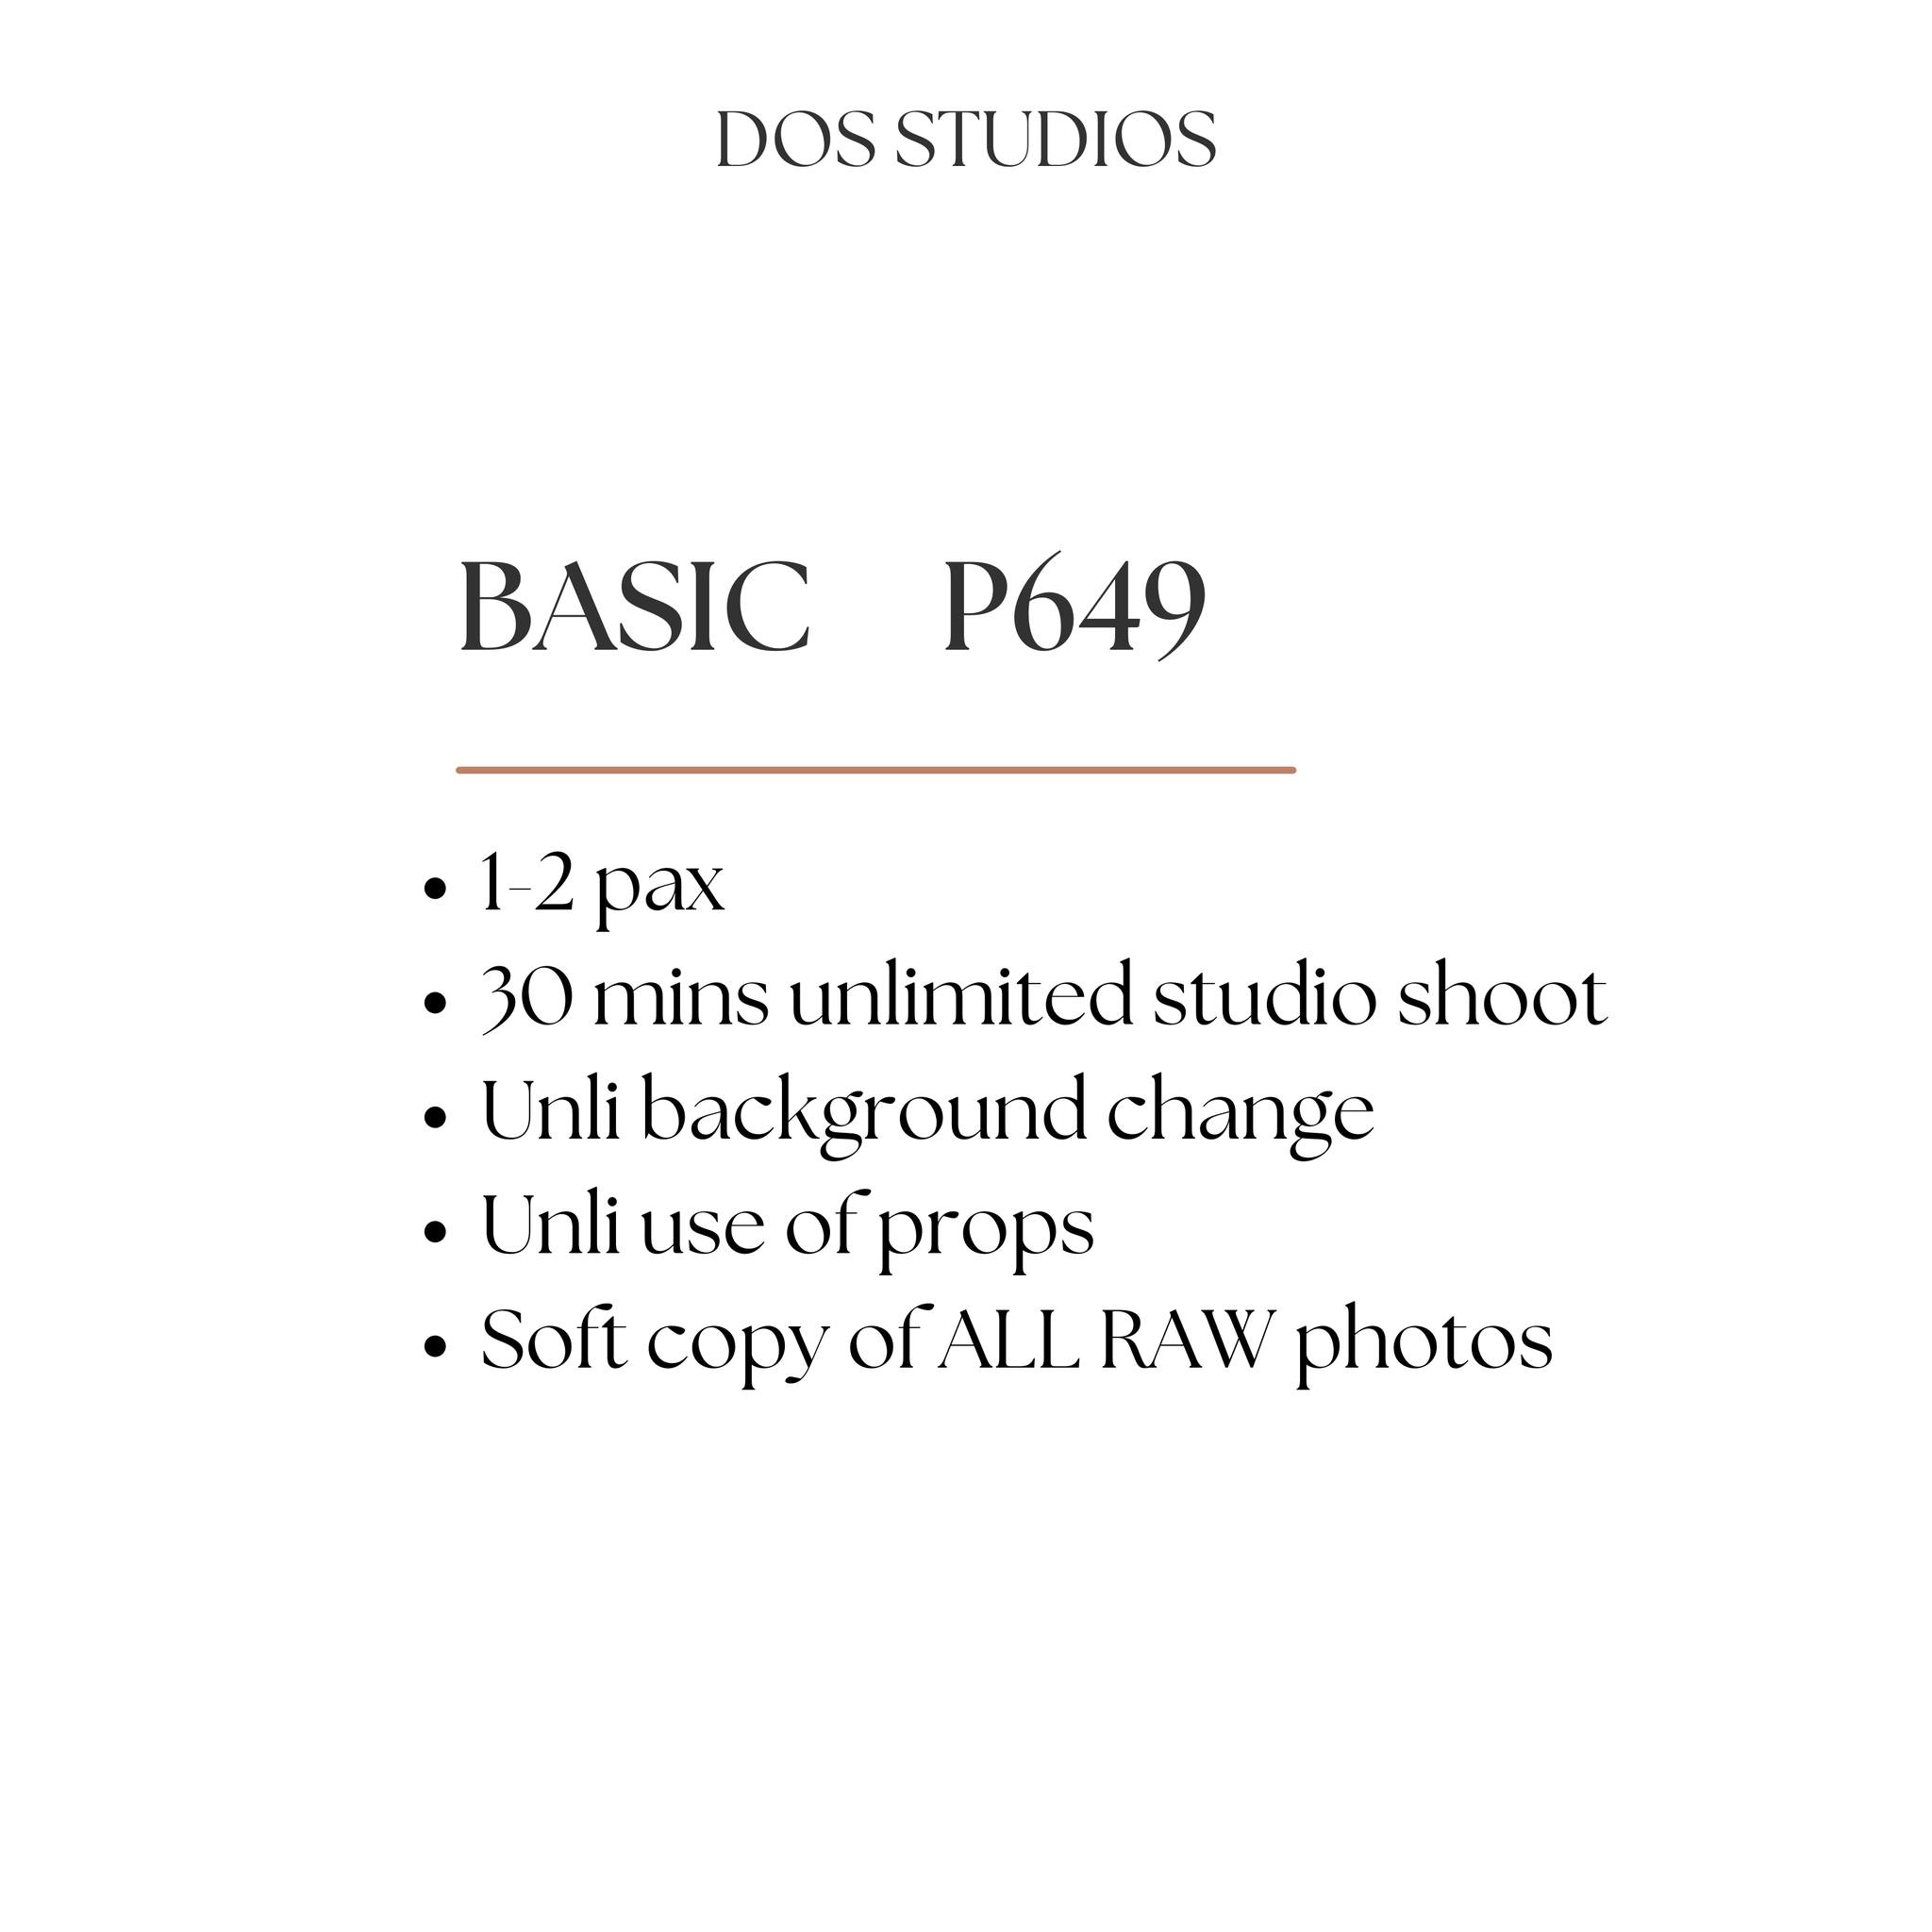 DOS STUDIOS
BASIC P649
• 1-2 pax
• 30 mins unlimited studio shoot
• Unli background change
• Unli use of props
• Soft copy of ALL RAW photos